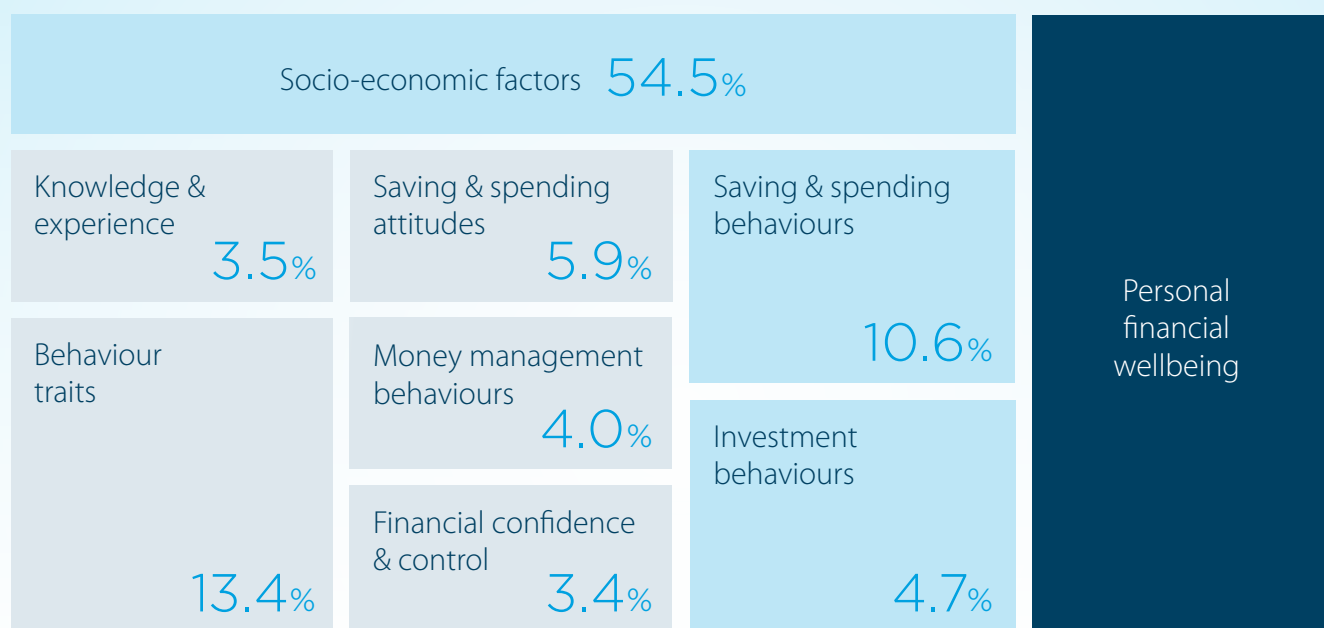 Socio-economic factors 54.5%
Knowledge &
experience
3.5%
Saving & spending
attitudes
5.9%
Saving & spending
behaviours
10.6%
Behaviour
traits
13.4%
Money management
behaviours
4.0%
Financial confidence
& control
3.4%
Investment
behaviours
4.7%
Personal
financial
wellbeing